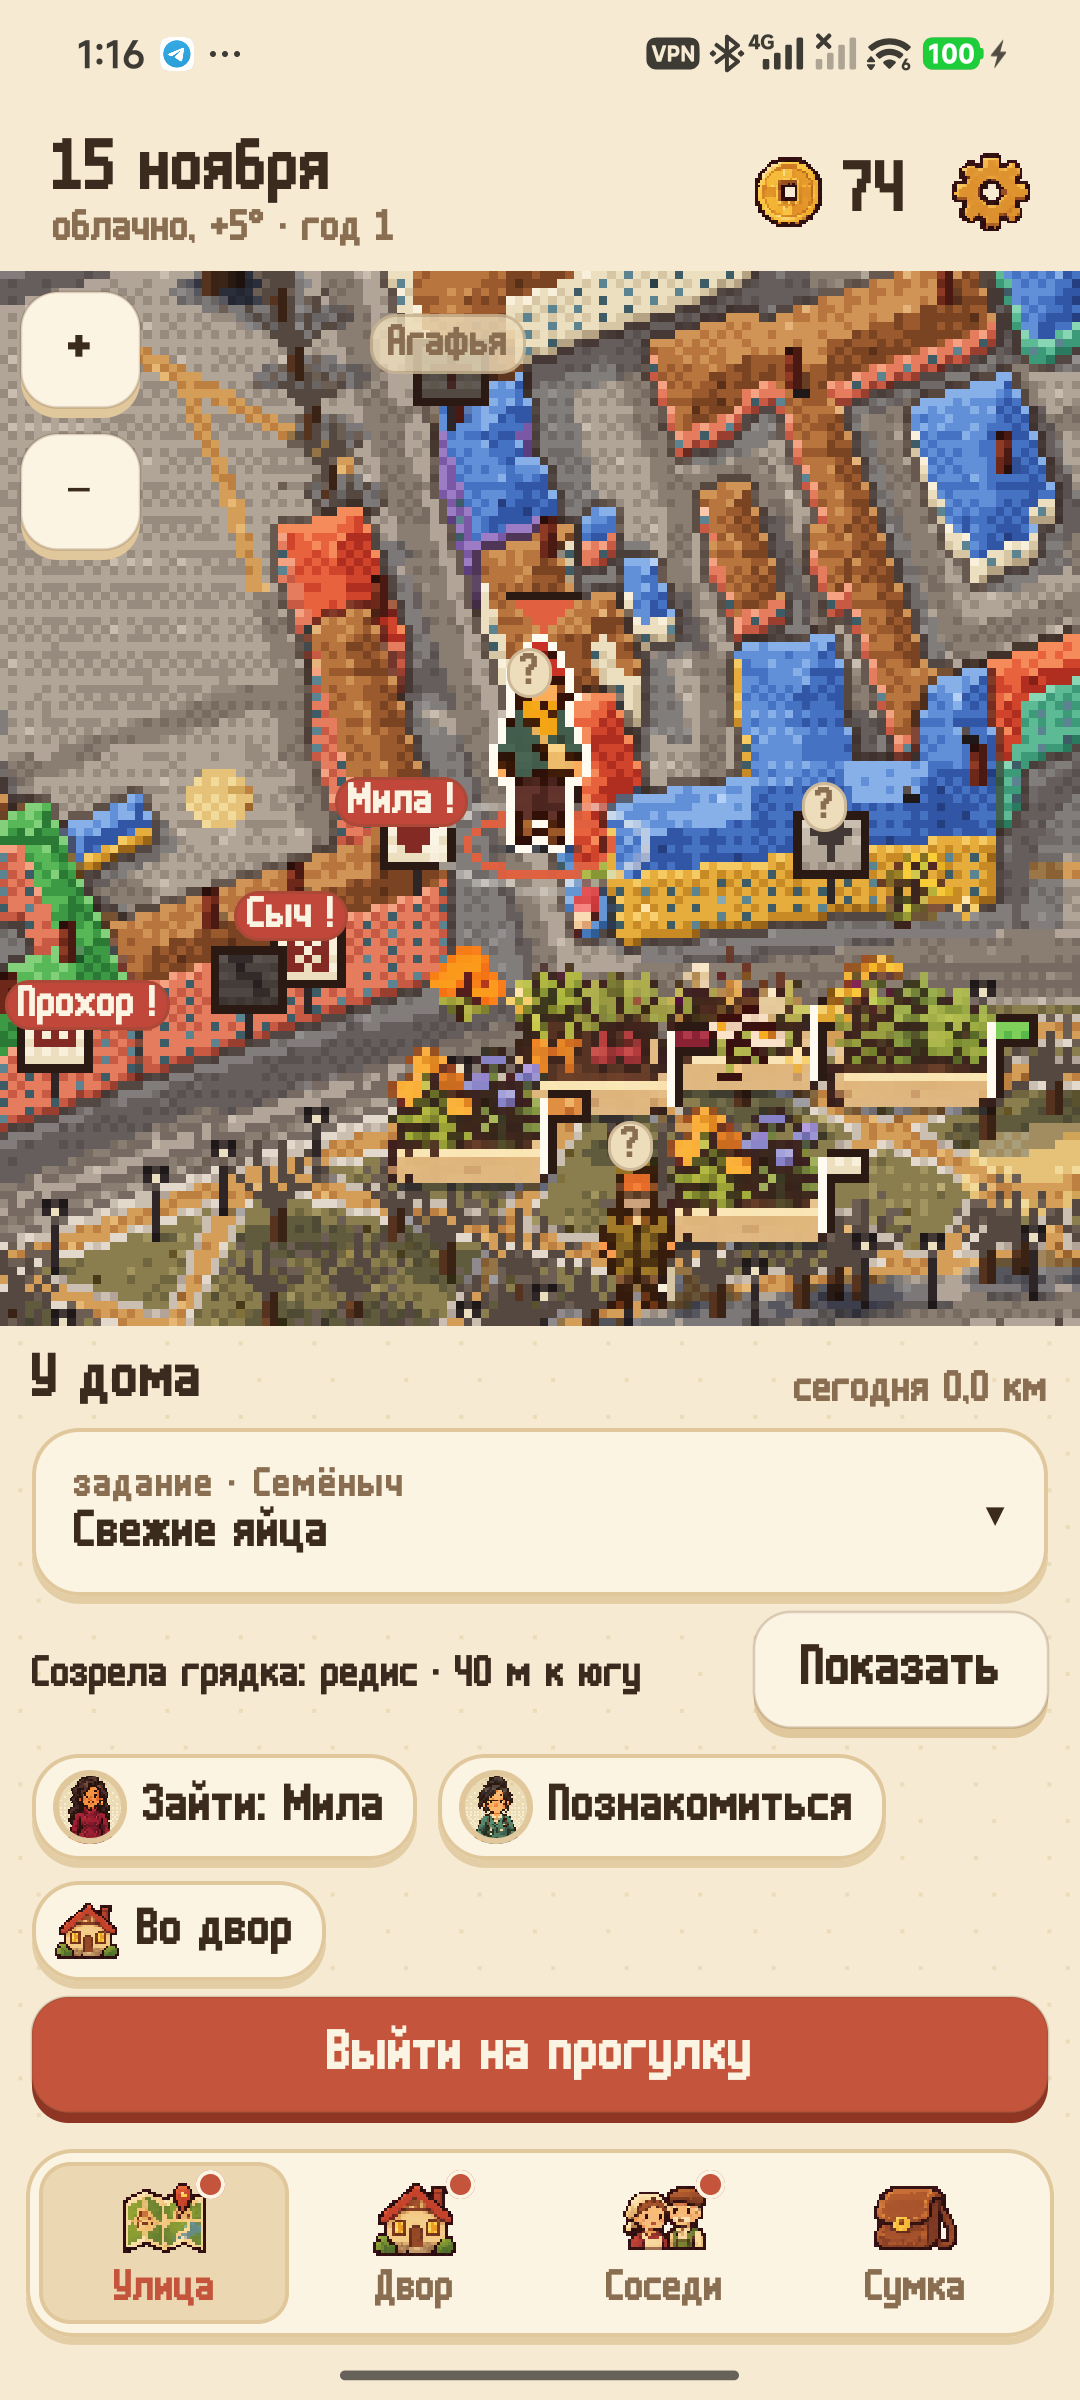 1:16
VPN
4G
6
100
15 ноября
облачно, +5° · год 1
74
+
−
Агафья
?
Мила !
?
Сыч !
Прохор !
?
У дома
сегодня 0,0 км
задание · Семёныч
Свежие яйца
Созрела грядка: редис · 40 м к югу
Показать
Зайти: Мила
Познакомиться
Во двор
Выйти на прогулку
Улица
Двор
Соседи
Сумка